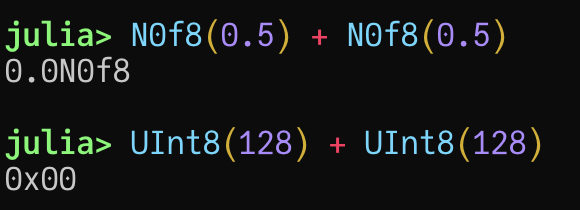 julia> N0f8(0.5) + N0f8(0.5)
0.0N0f8
julia> UInt8(128) + UInt8(128)
0x00